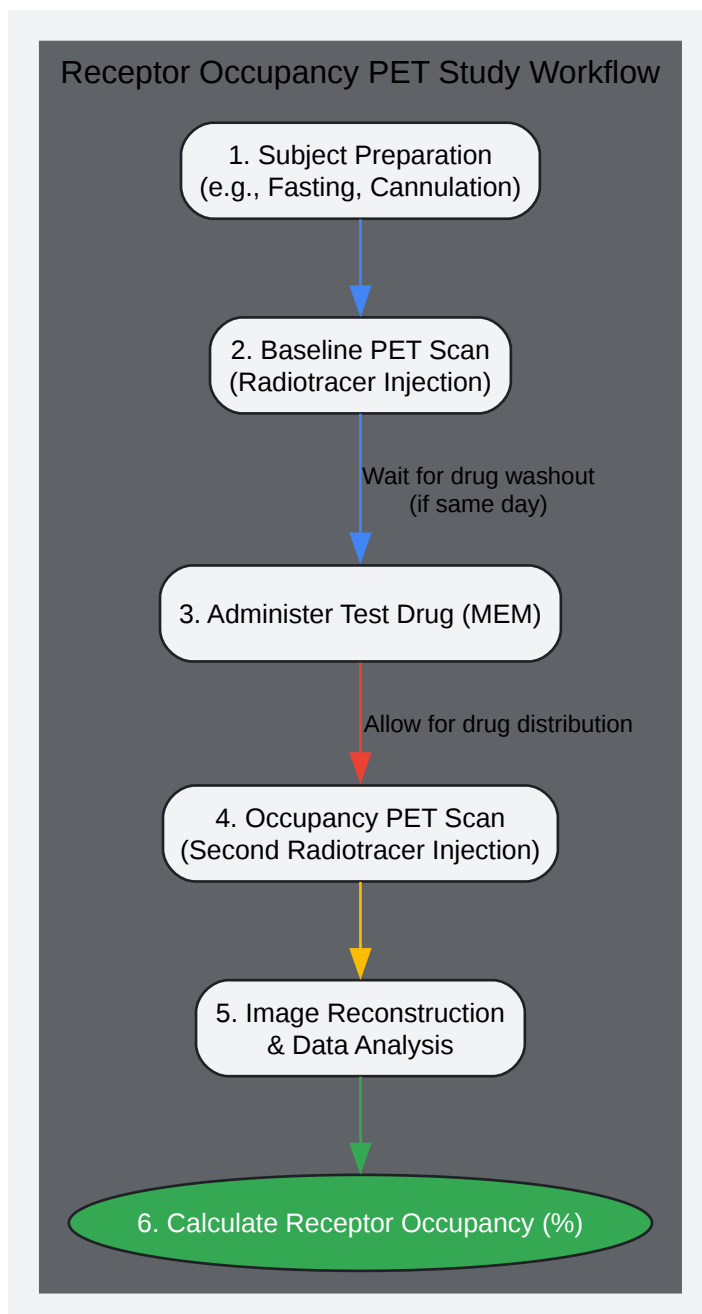 Receptor Occupancy PET Study Workflow
1. Subject Preparation
(e.g., Fasting, Cannulation)
2. Baseline PET Scan
(Radiotracer Injection)
Wait for drug washout
(if same day)
3. Administer Test Drug (MEM)
Allow for drug distribution
4. Occupancy PET Scan
(Second Radiotracer Injection)
5. Image Reconstruction
& Data Analysis
6. Calculate Receptor Occupancy (%)